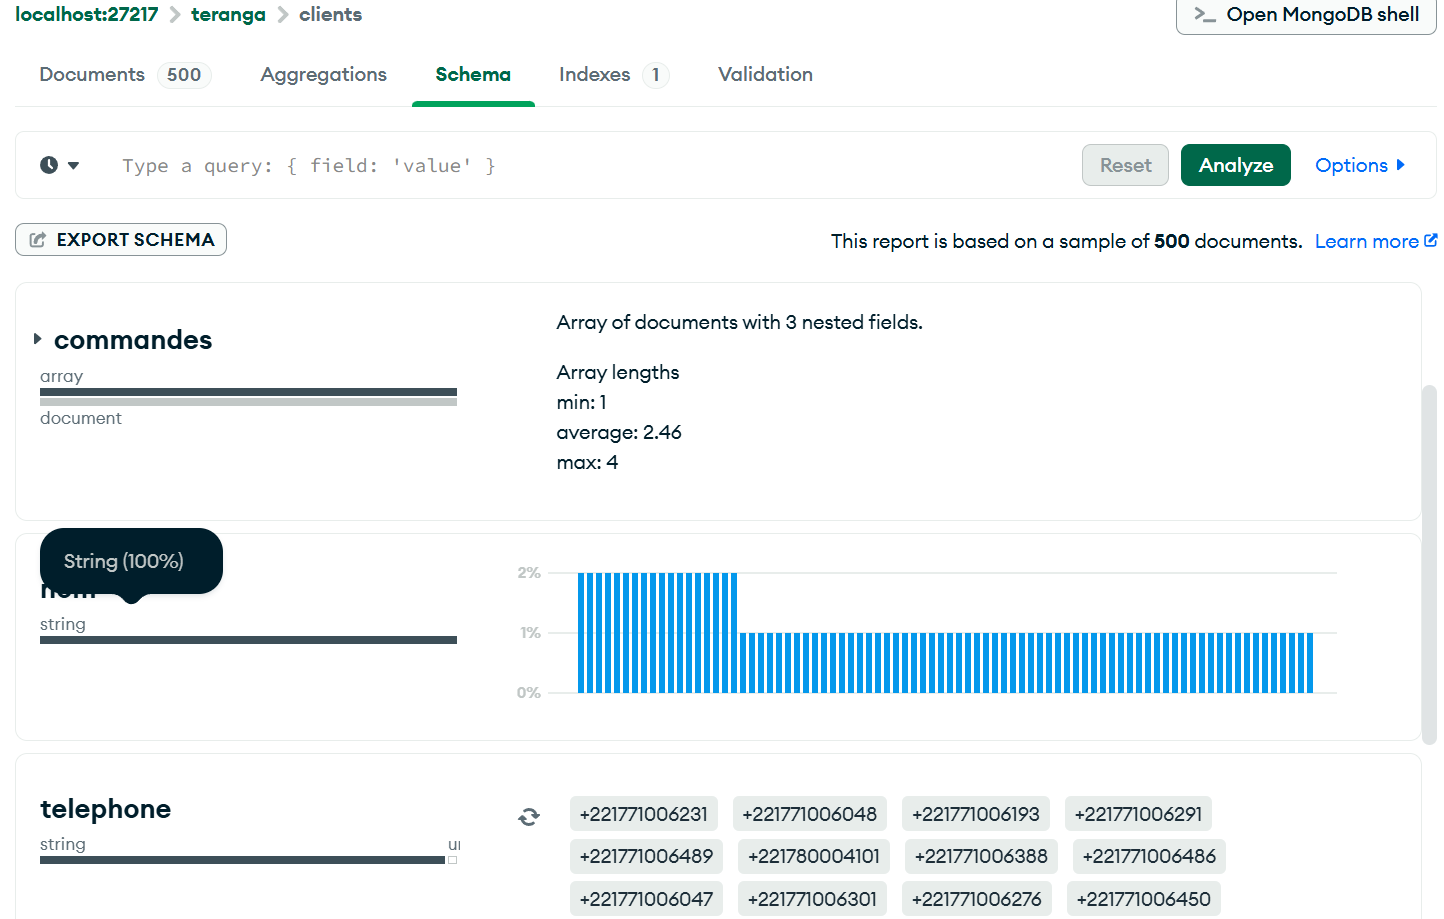 localhost:27217 > teranga > clients
>_ Open MongoDB shell
Documents 500 Aggregations Schema Indexes 1 Validation
Type a query: { field: 'value' }
Reset Analyze Options
EXPORT SCHEMA
This report is based on a sample of 500 documents. Learn more
commandes
array
document
Array of documents with 3 nested fields.
Array lengths
min: 1
average: 2.46
max: 4
String (100%)
string
2%
1%
0%
telephone
string
+221771006231 +221771006048 +221771006193 +221771006291
+221771006489 +221780004101 +221771006388 +221771006486
+221771006047 +221771006301 +221771006276 +221771006450